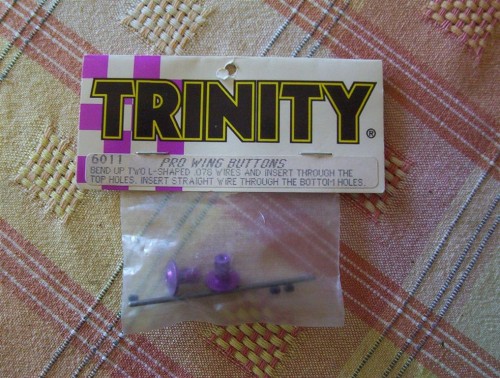 TRINITY®
6011 PRO WING BUTTONS
BEND UP TWO L-SHAPED .078 WIRES AND INSERT THROUGH THE
TOP HOLES. INSERT STRAIGHT WIRE THROUGH THE BOTTOM HOLES.